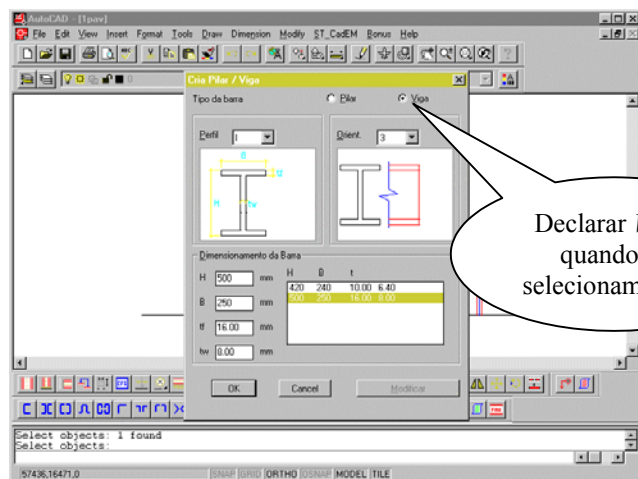 AutoCAD - [1pav]
File Edit View Insert Format Tools Draw Dimension Modify ST_CadEM Bonus Help
0
Cria Pilar / Viga
Tipo da barra
Pilar
Viga
Perfil
I
Orient.
3
B
H
tf
tw
Dimensionamento da Barra
H 500 mm
B 250 mm
tf 16.00 mm
tw 8.00 mm
H B t
420 240 10.00 6.40
500 250 16.00 8.00
OK
Cancel
Modificar
Declarar
quando
selecionam
Select objects: 1 found
Select objects:
57436,16471,0
SNAP GRID ORTHO OSNAP MODEL TILE